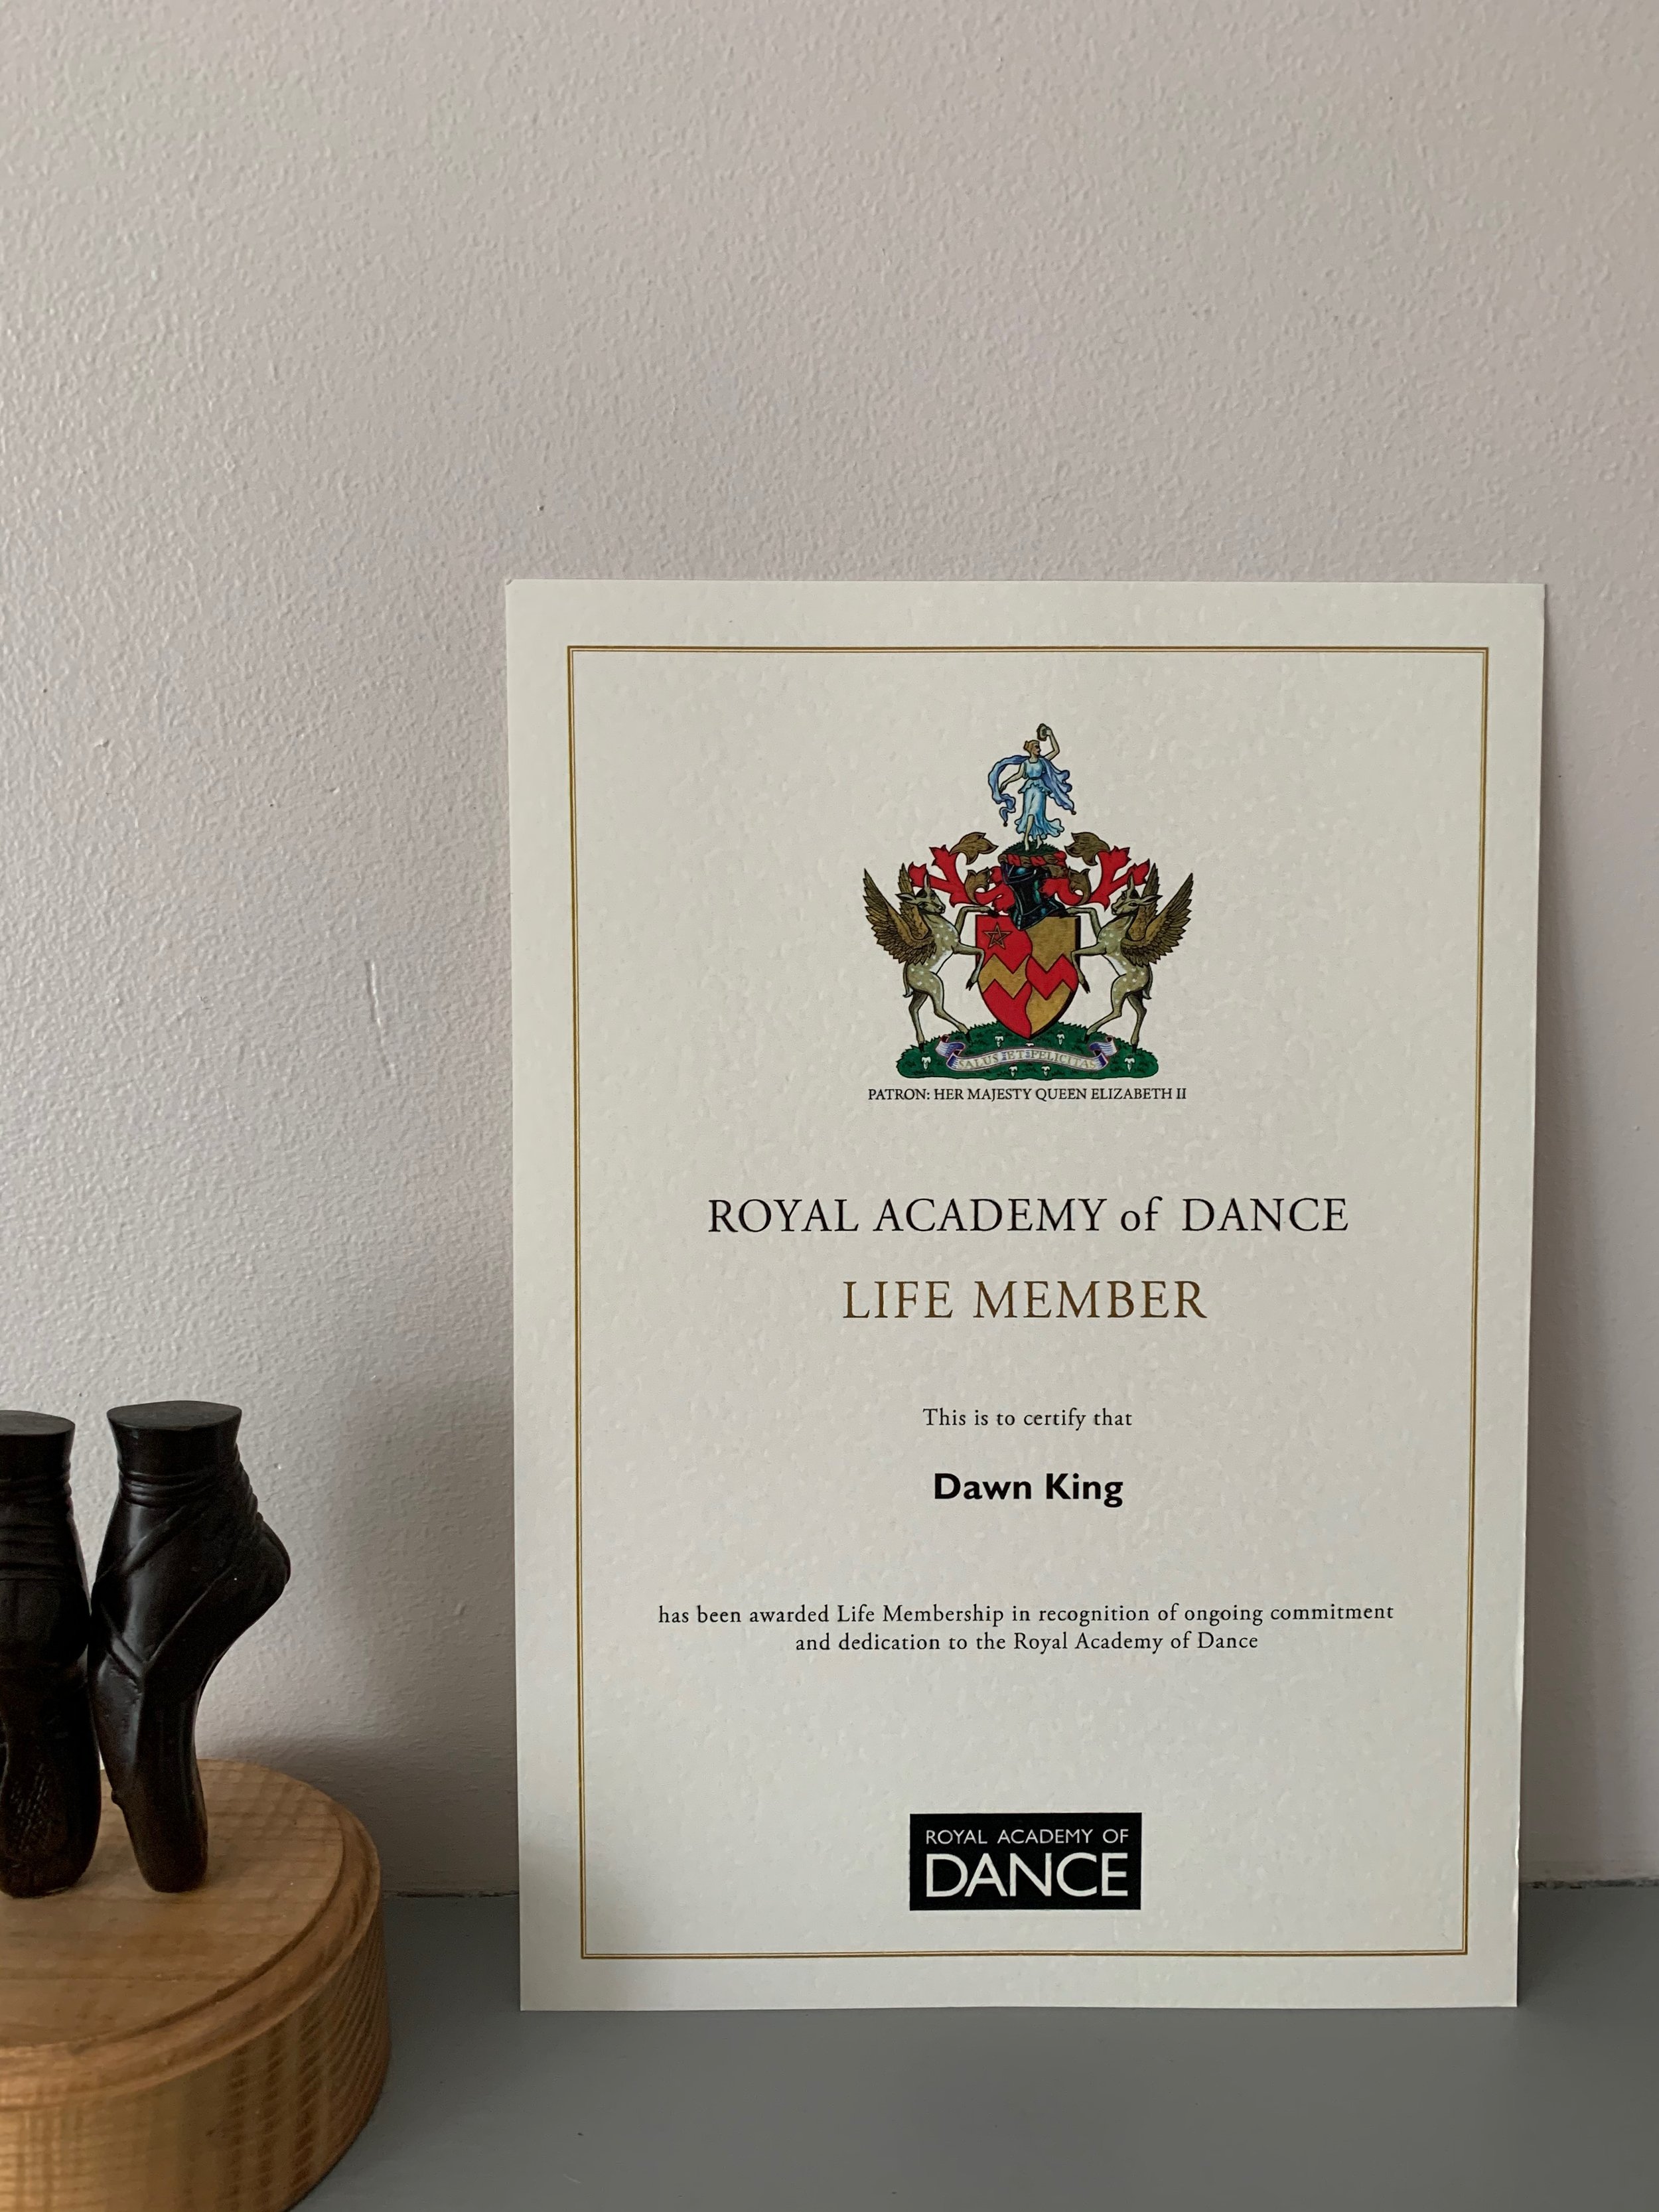 SALUS ET FELICITAS
PATRON: HER MAJESTY QUEEN ELIZABETH II
ROYAL ACADEMY of DANCE
LIFE MEMBER
This is to certify that
Dawn King
has been awarded Life Membership in recognition of ongoing commitment
and dedication to the Royal Academy of Dance
ROYAL ACADEMY OF
DANCE